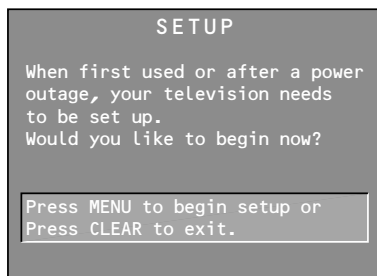 SETUP
When first used or after a power
outage, your television needs
to be set up.
Would you like to begin now?
Press MENU to begin setup or
Press CLEAR to exit.